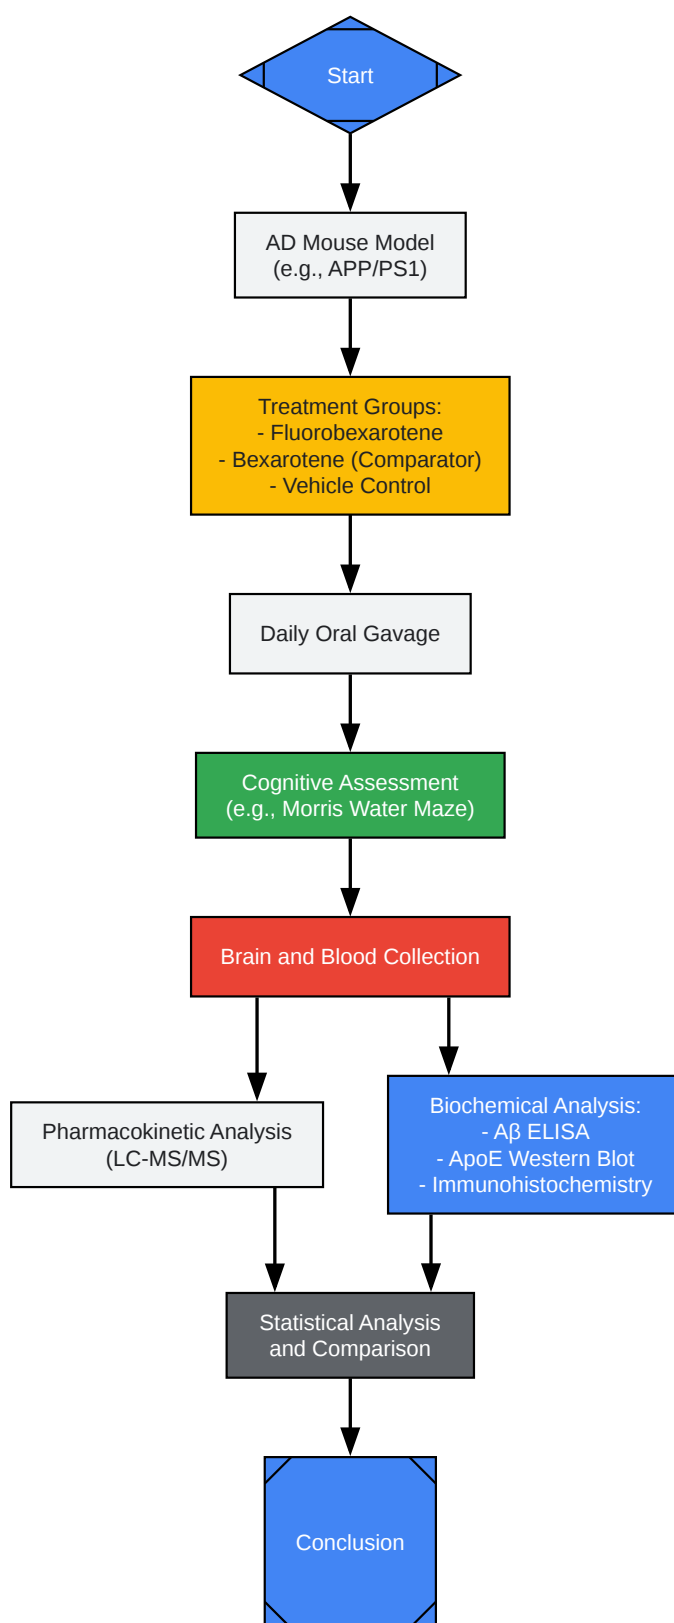 Start
AD Mouse Model
(e.g., APP/PS1)
Treatment Groups:
- Fluorobexarotene
- Bexarotene (Comparator)
- Vehicle Control
Daily Oral Gavage
Cognitive Assessment
(e.g., Morris Water Maze)
Brain and Blood Collection
Pharmacokinetic Analysis
(LC-MS/MS)
Biochemical Analysis:
- Aβ ELISA
- ApoE Western Blot
- Immunohistochemistry
Statistical Analysis
and Comparison
Conclusion